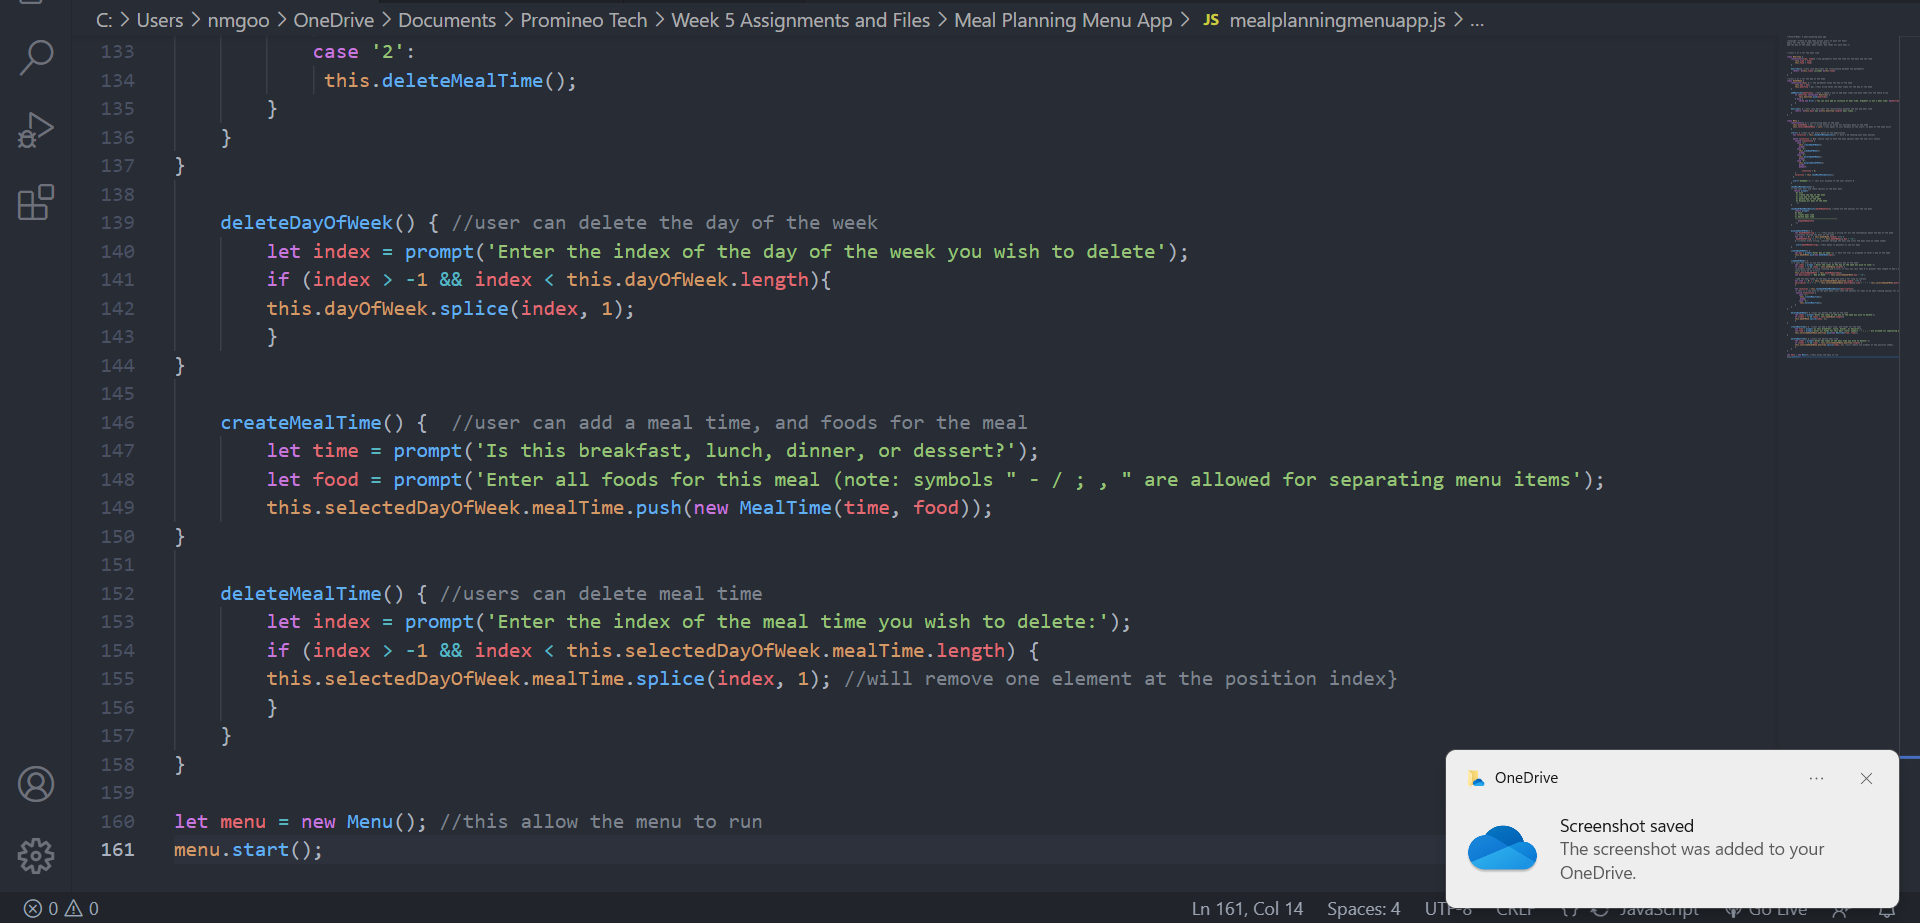 C: > Users > nmgoo > OneDrive > Documents > Promineo Tech > Week 5 Assignments and Files > Meal Planning Menu App > JS mealplanningmenuapp.js > ...
133 case '2':
134 this.deleteMealTime();
135 }
136 }
137 }
138
139 deleteDayOfWeek() { //user can delete the day of the week
140 let index = prompt('Enter the index of the day of the week you wish to delete');
141 if (index > -1 && index < this.dayOfWeek.length){
142 this.dayOfWeek.splice(index, 1);
143 }
144 }
145
146 createMealTime() {  //user can add a meal time, and foods for the meal
147 let time = prompt('Is this breakfast, lunch, dinner, or dessert?');
148 let food = prompt('Enter all foods for this meal (note: symbols " - / ; , " are allowed for separating menu items');
149 this.selectedDayOfWeek.mealTime.push(new MealTime(time, food));
150 }
151
152 deleteMealTime() { //users can delete meal time
153 let index = prompt('Enter the index of the meal time you wish to delete:');
154 if (index > -1 && index < this.selectedDayOfWeek.mealTime.length) {
155 this.selectedDayOfWeek.mealTime.splice(index, 1); //will remove one element at the position index}
156 }
157 }
158 }
159
160 let menu = new Menu(); //this allow the menu to run
161 menu.start();
OneDrive
Screenshot saved
The screenshot was added to your
OneDrive.
0 0 Ln 161, Col 14 Spaces: 4 UTF-8 CRLF {} JavaScript Go Live